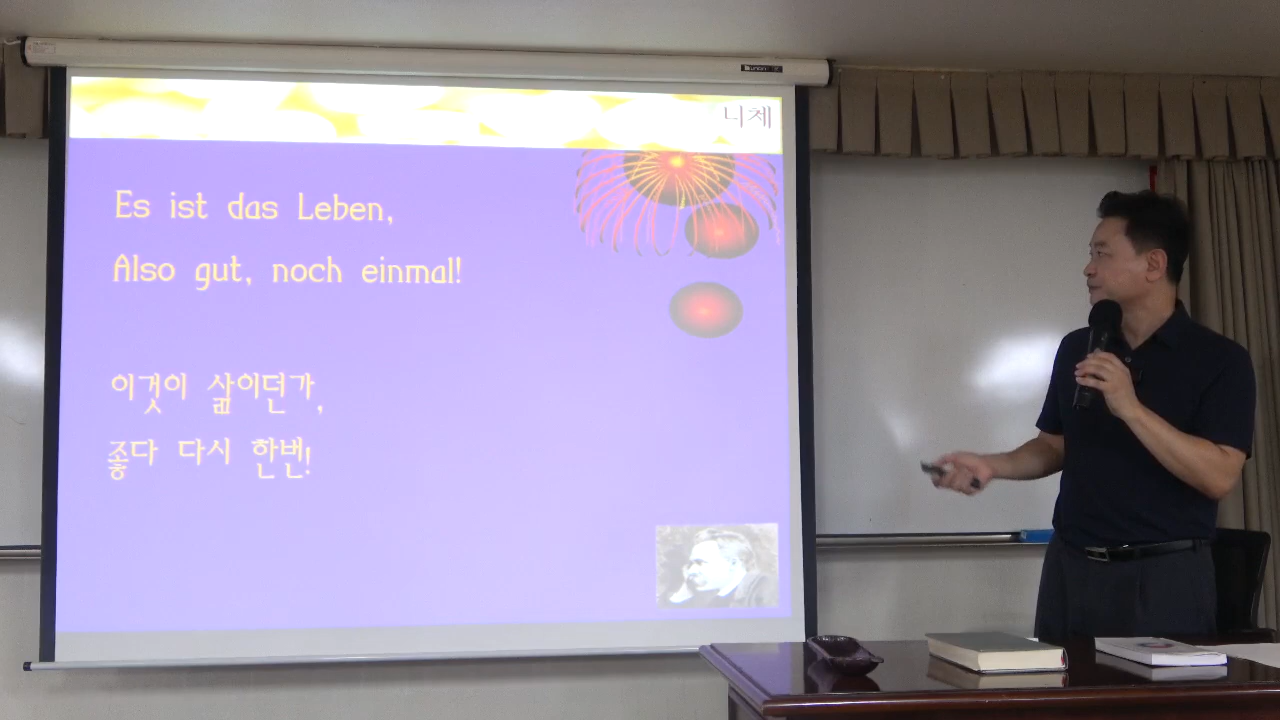 니체
Es ist das Leben,
Also gut, noch einmal!
이것이 삶이던가,
좋다 다시 한번!